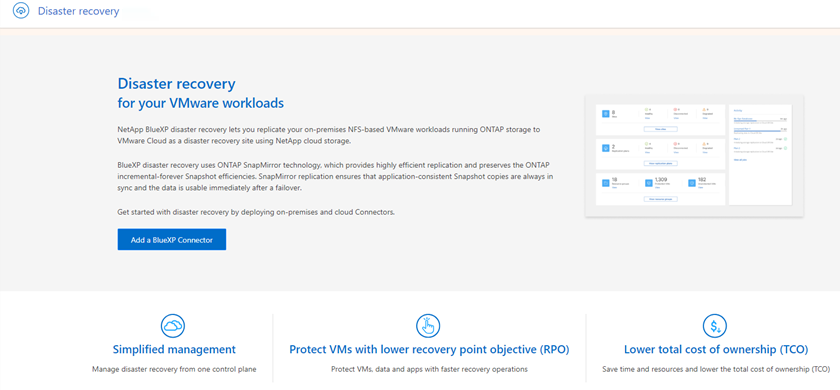 Disaster recovery
Disaster recovery
for your VMware workloads
NetApp BlueXP disaster recovery lets you replicate your on-premises NFS-based VMware workloads running ONTAP storage to
VMware Cloud as a disaster recovery site using NetApp cloud storage.
BlueXP disaster recovery uses ONTAP SnapMirror technology, which provides highly efficient replication and preserves the ONTAP
incremental-forever Snapshot efficiencies. SnapMirror replication ensures that application-consistent Snapshot copies are always in
sync and the data is usable immediately after a failover.
Get started with disaster recovery by deploying on-premises and cloud Connectors.
Add a BlueXP Connector
18
1,309
182
Simplified management
Protect VMs with lower recovery point objective (RPO)
Lower total cost of ownership (TCO)
Manage disaster recovery from one control plane
Protect VMs, data and apps with faster recovery operations
Save time and resources and lower the total cost of ownership (TCO)